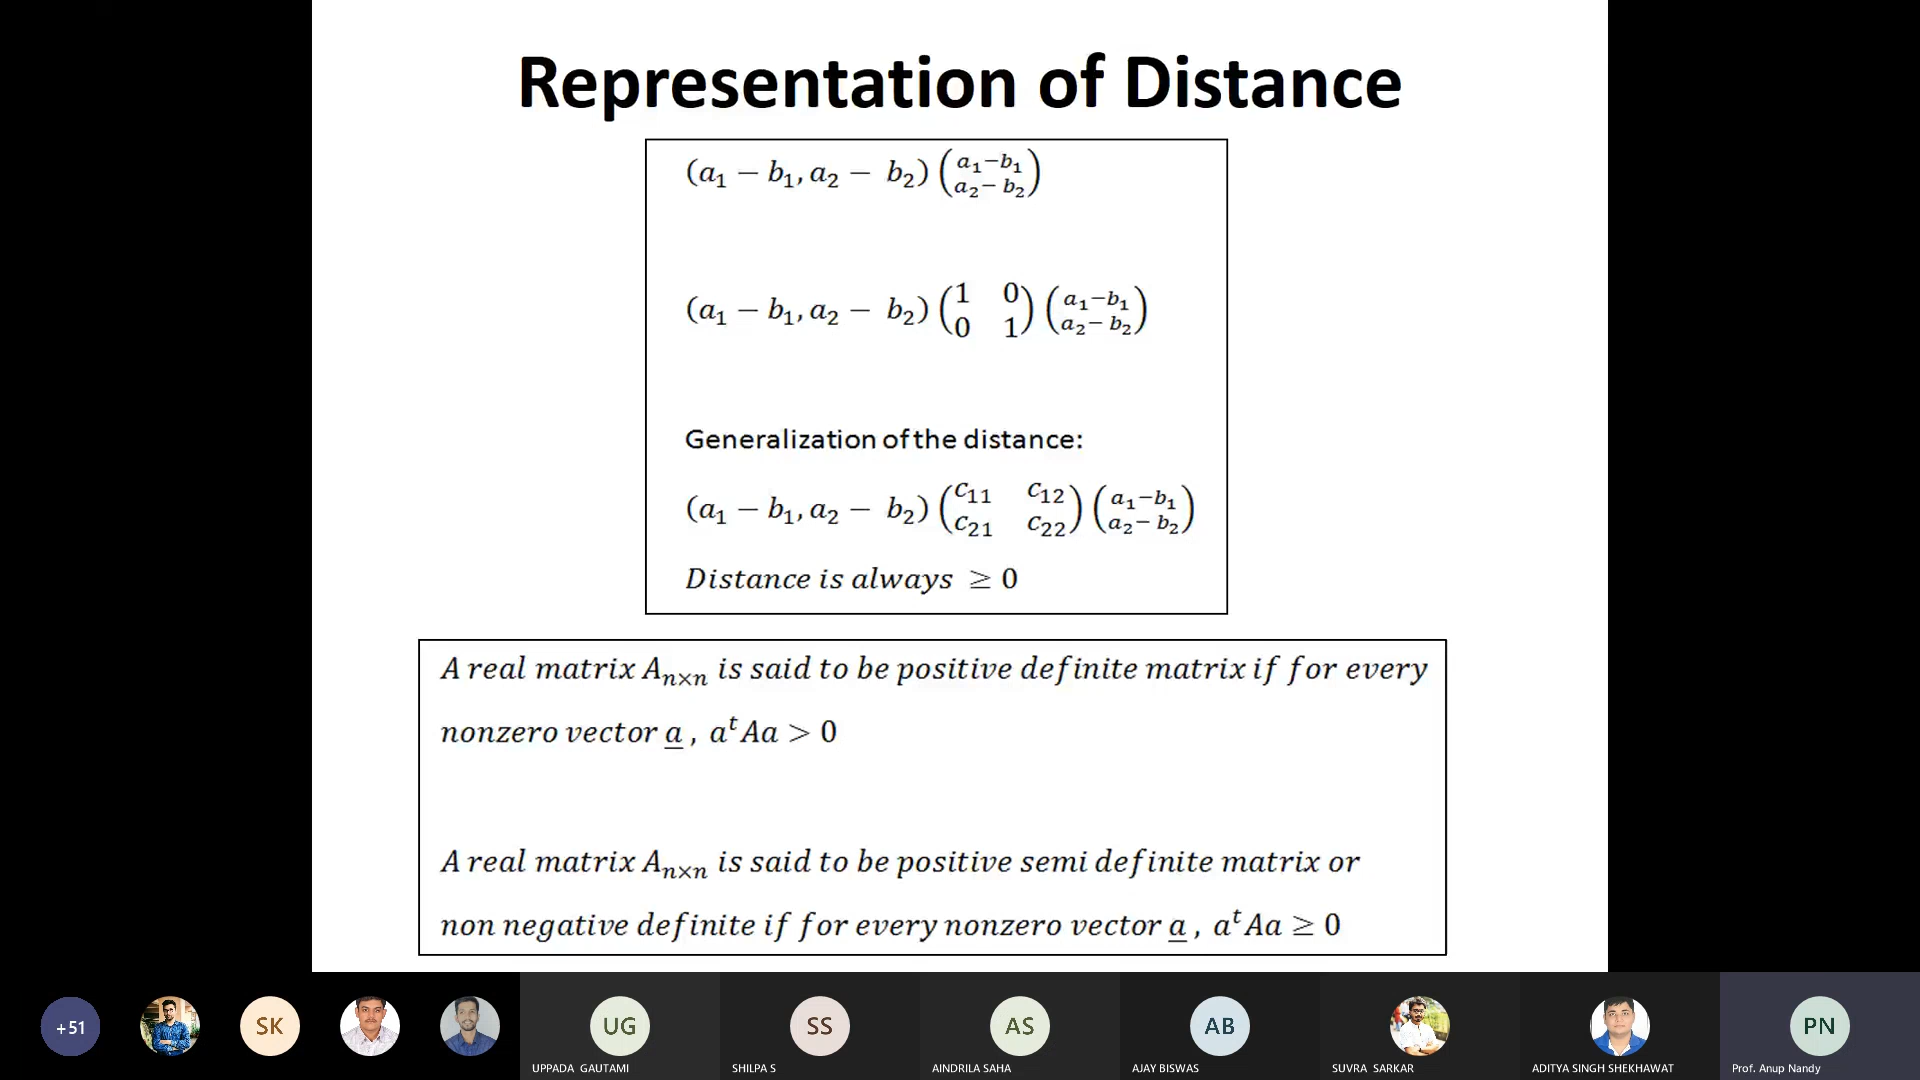 Representation of Distance
(a₁ − b₁, a₂ − b₂) (a₁−b₁ / a₂− b₂)
(a₁ − b₁, a₂ − b₂) (1 0 / 0 1) (a₁−b₁ / a₂− b₂)
Generalization of the distance:
(a₁ − b₁, a₂ − b₂) (c₁₁ c₁₂ / c₂₁ c₂₂) (a₁−b₁ / a₂− b₂)
Distance is always ≥ 0
A real matrix Aₙₓₙ is said to be positive definite matrix if for every
nonzero vector a , aᵗAa > 0
A real matrix Aₙₓₙ is said to be positive semi definite matrix or
non negative definite if for every nonzero vector a , aᵗAa ≥ 0
+51 SK UG SS AS AB PN
UPPADA GAUTAMI SHILPA S AINDRILA SAHA AJAY BISWAS SUVRA SARKAR ADITYA SINGH SHEKHAWAT Prof. Anup Nandy